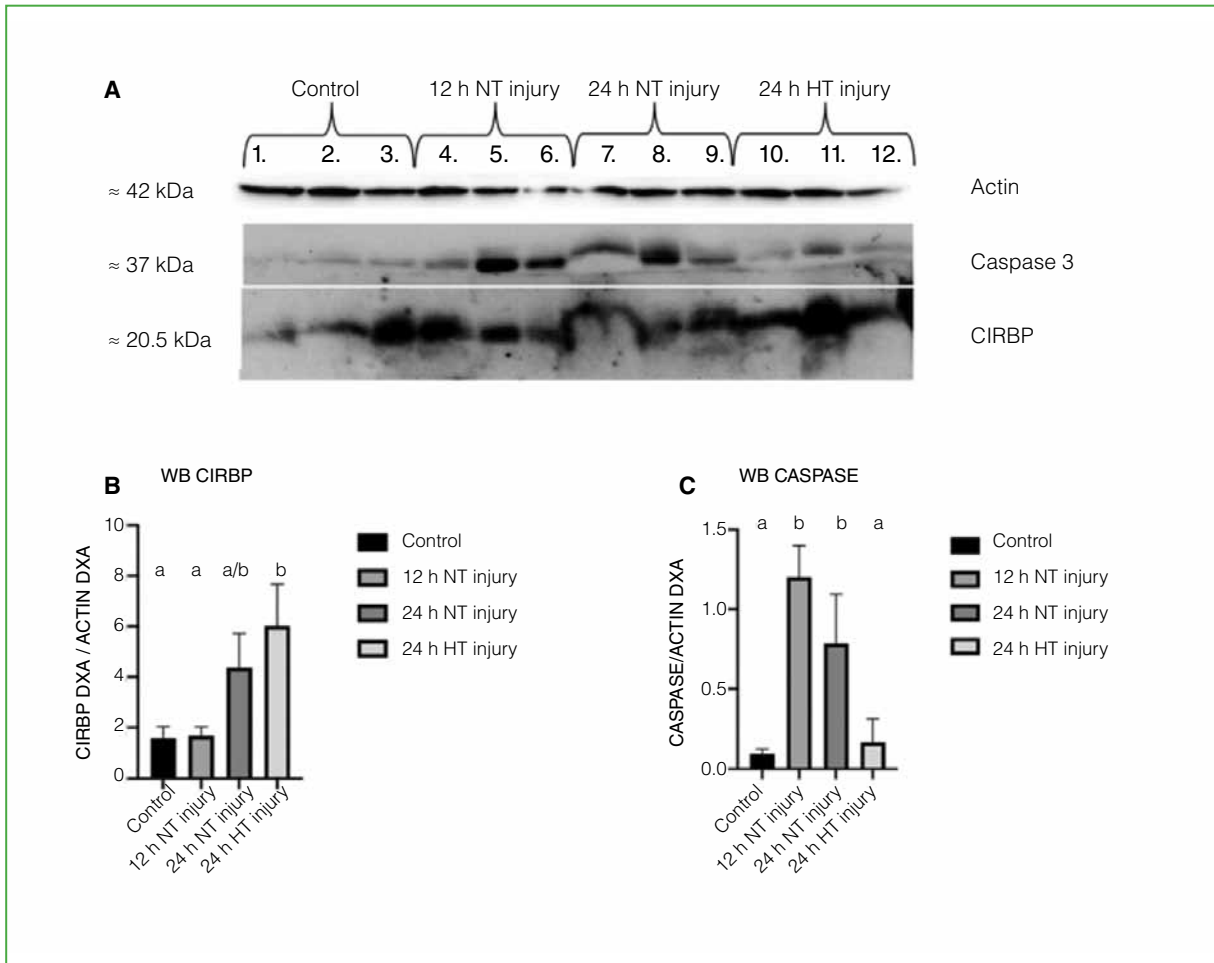 A
Control 12 h NT injury 24 h NT injury 24 h HT injury
1. 2. 3. 4. 5. 6. 7. 8. 9. 10. 11. 12.
≈ 42 kDa Actin
≈ 37 kDa Caspase 3
≈ 20.5 kDa CIRBP
B WB CIRBP
CIRBP DXA / ACTIN DXA
10
8
6
4
2
0
a a a/b b
Control
12 h NT injury
24 h NT injury
24 h HT injury
Control
12 h NT injury
24 h NT injury
24 h HT injury
C WB CASPASE
CASPASE/ACTIN DXA
1.5
1.0
0.5
0.0
a b b a
Control
12 h NT injury
24 h NT injury
24 h HT injury
Control
12 h NT injury
24 h NT injury
24 h HT injury